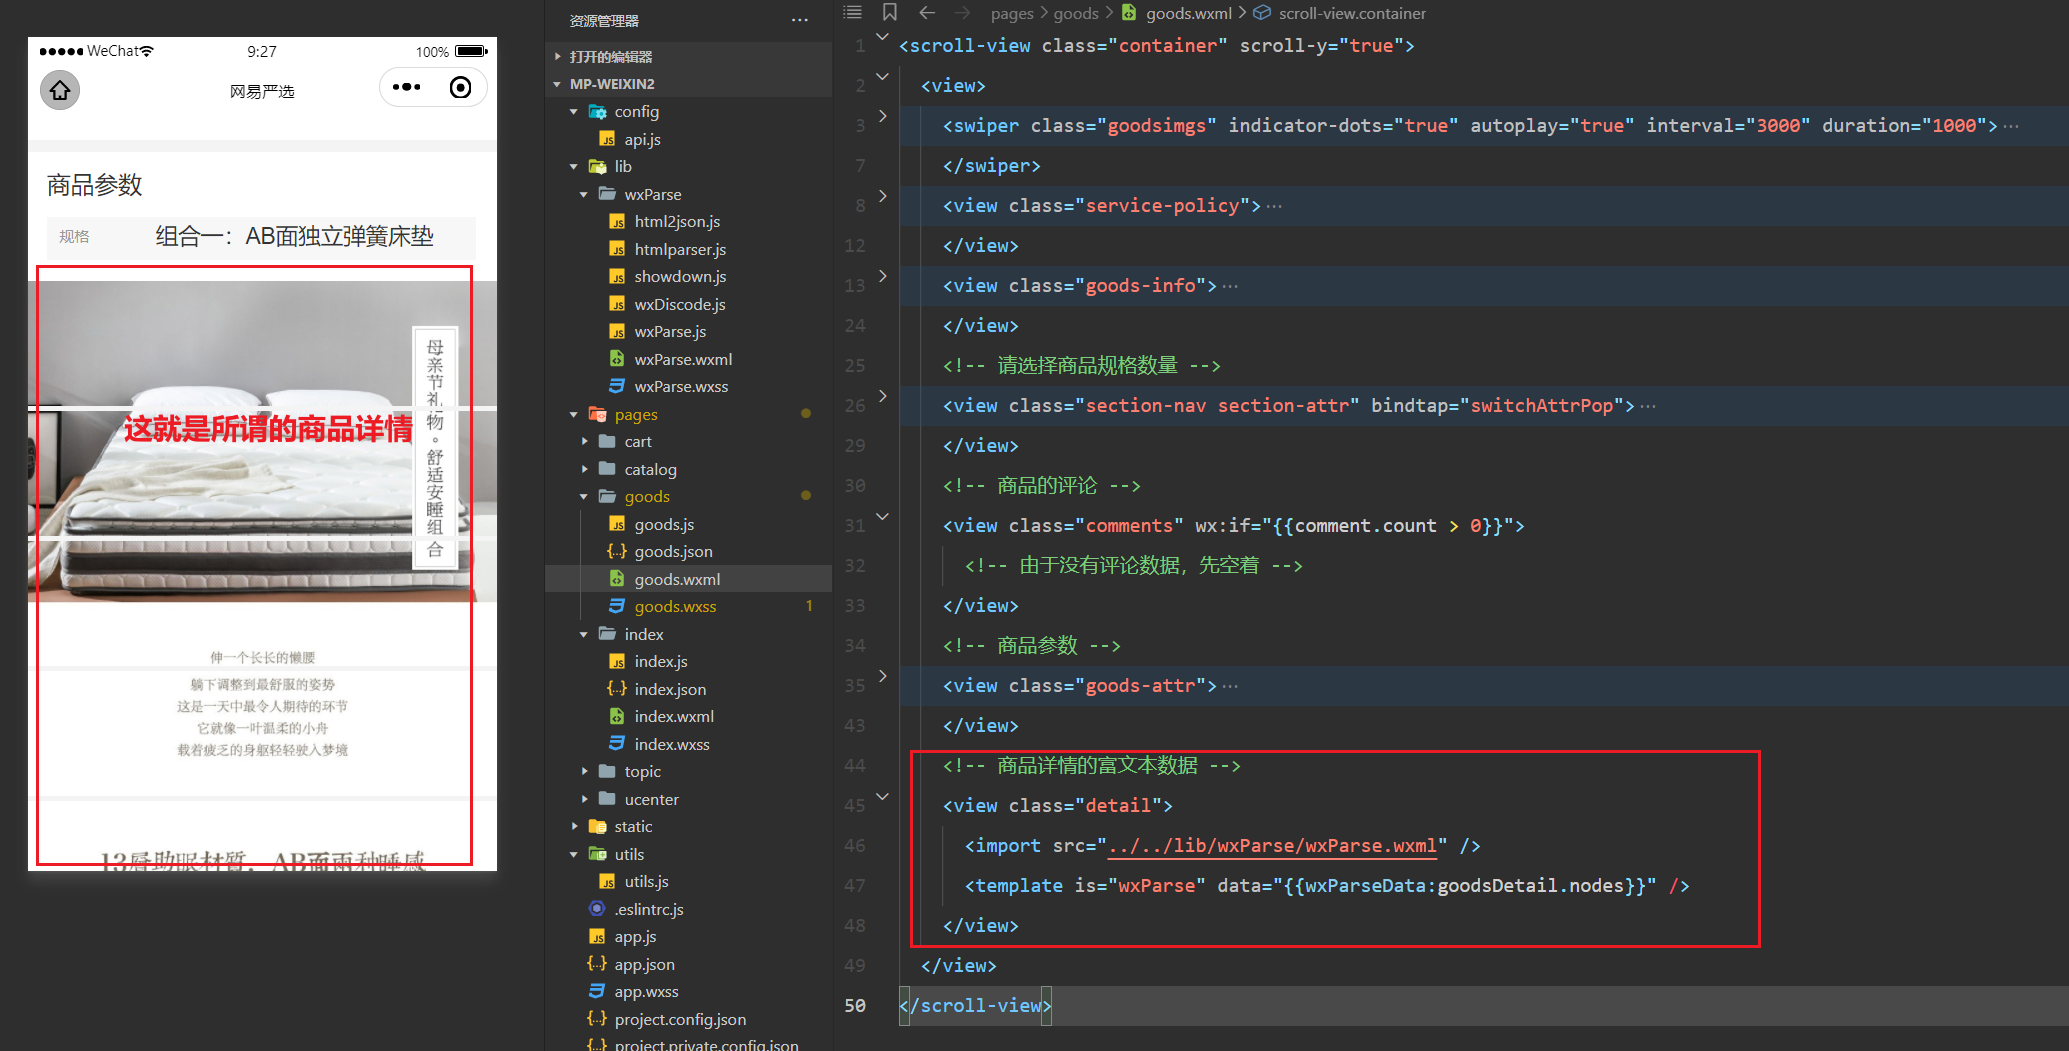 WeChat
9:27
100%
网易严选
商品参数
规格
组合一：AB面独立弹簧床垫
母亲节礼物。舒适安睡组合
这就是所谓的商品详情
伸一个长长的懒腰
躺下调整到最舒服的姿势
这是一天中最令人期待的环节
它就像一叶温柔的小舟
载着疲乏的身躯轻轻驶入梦境
资源管理器
打开的编辑器
MP-WEIXIN2
config
api.js
lib
wxParse
html2json.js
htmlparser.js
showdown.js
wxDiscode.js
wxParse.js
wxParse.wxml
wxParse.wxss
pages
cart
catalog
goods
goods.js
goods.json
goods.wxml
goods.wxss 1
index
index.js
index.json
index.wxml
index.wxss
topic
ucenter
static
utils
utils.js
.eslintrc.js
app.js
app.json
app.wxss
project.config.json
project.private.config.json
pages > goods > goods.wxml > scroll-view.container
1 <scroll-view class="container" scroll-y="true">
2 <view>
3 <swiper class="goodsimgs" indicator-dots="true" autoplay="true" interval="3000" duration="1000">···
7 </swiper>
8 <view class="service-policy">···
12 </view>
13 <view class="goods-info">···
24 </view>
25 <!-- 请选择商品规格数量 -->
26 <view class="section-nav section-attr" bindtap="switchAttrPop">···
29 </view>
30 <!-- 商品的评论 -->
31 <view class="comments" wx:if="{{comment.count > 0}}">
32 <!-- 由于没有评论数据，先空着 -->
33 </view>
34 <!-- 商品参数 -->
35 <view class="goods-attr">···
43 </view>
44 <!-- 商品详情的富文本数据 -->
45 <view class="detail">
46 <import src="../../lib/wxParse/wxParse.wxml" />
47 <template is="wxParse" data="{{wxParseData:goodsDetail.nodes}}" />
48 </view>
49 </view>
50 </scroll-view>